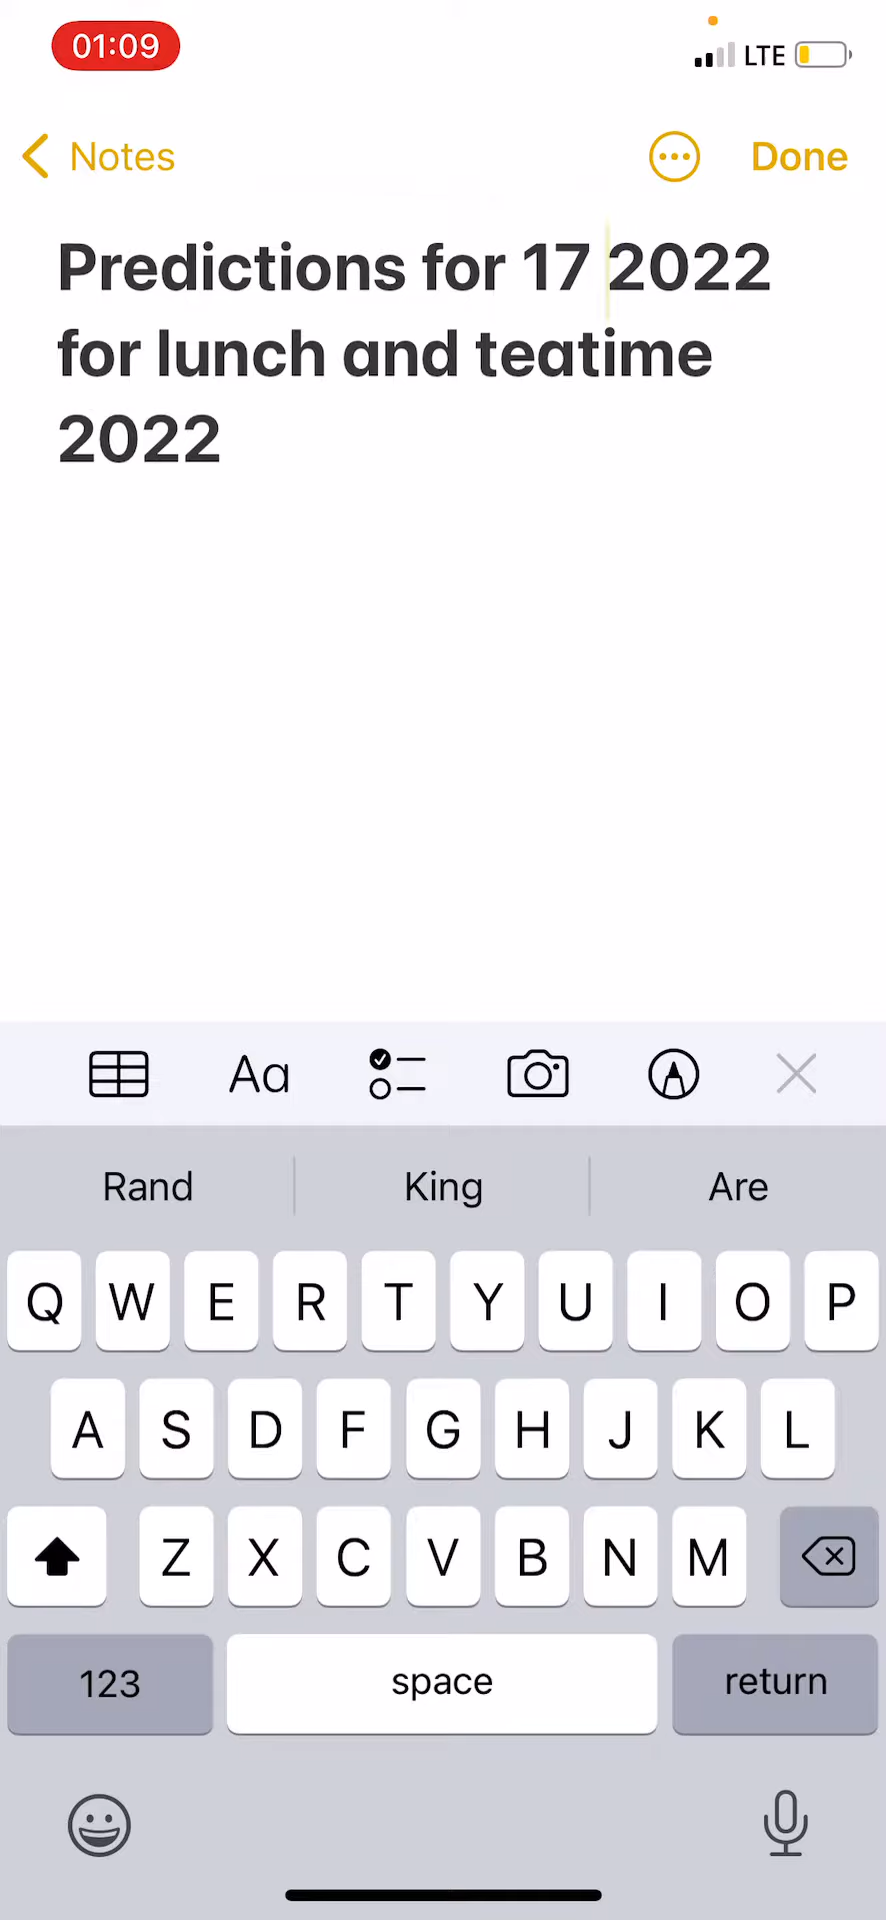 01:09 LTE
Notes Done
Predictions for 17 2022
for lunch and teatime
2022
Aa
Rand King Are
Q W E R T Y U I O P
A S D F G H J K L
Z X C V B N M
123 space return